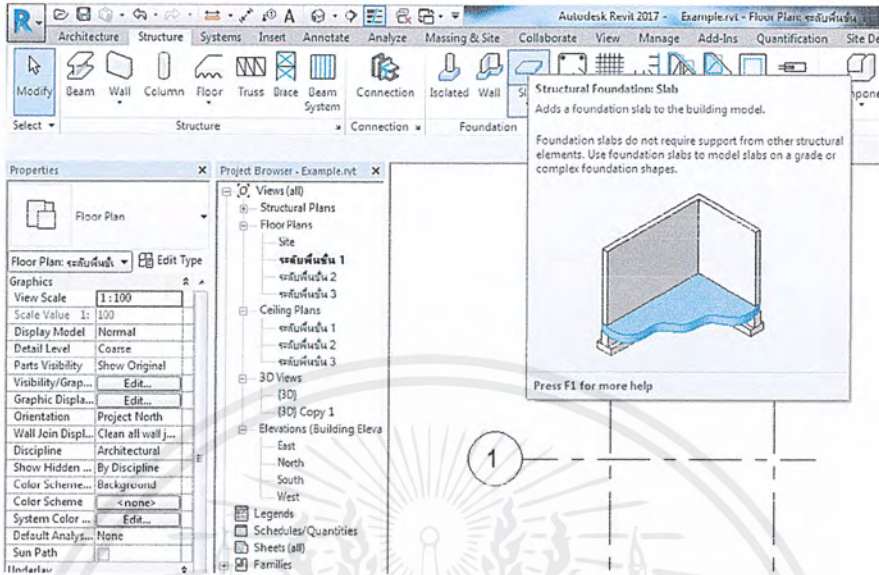 Autodesk Revit 2017 - Example.rvt - Floor Plan: ระดับพื้นชั้น
Architecture Structure Systems Insert Annotate Analyze Massing & Site Collaborate View Manage Add-Ins Quantification Site De
Modify Beam Wall Column Floor Truss Brace Beam System Connection Isolated Wall
Select Structure Connection Foundation
Structural Foundation: Slab
Adds a foundation slab to the building model.
Foundation slabs do not require support from other structural
elements. Use foundation slabs to model slabs on a grade or
complex foundation shapes.
Press F1 for more help
Properties
Floor Plan
Floor Plan: ระดับพื้นชั้น Edit Type
Graphics
View Scale 1:100
Scale Value 1: 100
Display Model Normal
Detail Level Coarse
Parts Visibility Show Original
Visibility/Grap... Edit...
Graphic Displa... Edit...
Orientation Project North
Wall Join Displ... Clean all wall j...
Discipline Architectural
Show Hidden ... By Discipline
Color Scheme... Background
Color Scheme <none>
System Color ... Edit...
Default Analys... None
Sun Path
Underlay
Project Browser - Example.rvt
Views (all)
Structural Plans
Floor Plans
Site
ระดับพื้นชั้น 1
ระดับพื้นชั้น 2
ระดับพื้นชั้น 3
Ceiling Plans
ระดับพื้นชั้น 1
ระดับพื้นชั้น 2
ระดับพื้นชั้น 3
3D Views
{3D}
{3D} Copy 1
Elevations (Building Eleva
East
North
South
West
Legends
Schedules/Quantities
Sheets (all)
Families
1